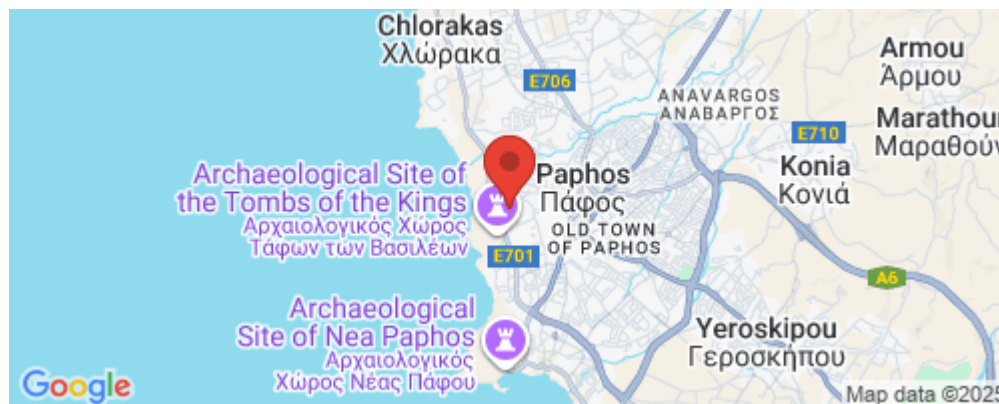 Chlorakas
Χλώρακα
E706
ANAVARGOS
ΑΝΑΒΑΡΓΟΣ
Armou
Άρμου
Marathoun
Μαραθούν
E710
Konia
Κονιά
Archaeological Site of
the Tombs of the Kings
Αρχαιολογικός Χώρος
Τάφων των Βασιλέων
Paphos
Πάφος
OLD TOWN
OF PAPHOS
E701
A6
Archaeological
Site of Nea Paphos
Αρχαιολογικός
Χώρος Νέας Πάφου
Yeroskipou
Γεροσκήπου
Google
Map data ©2025